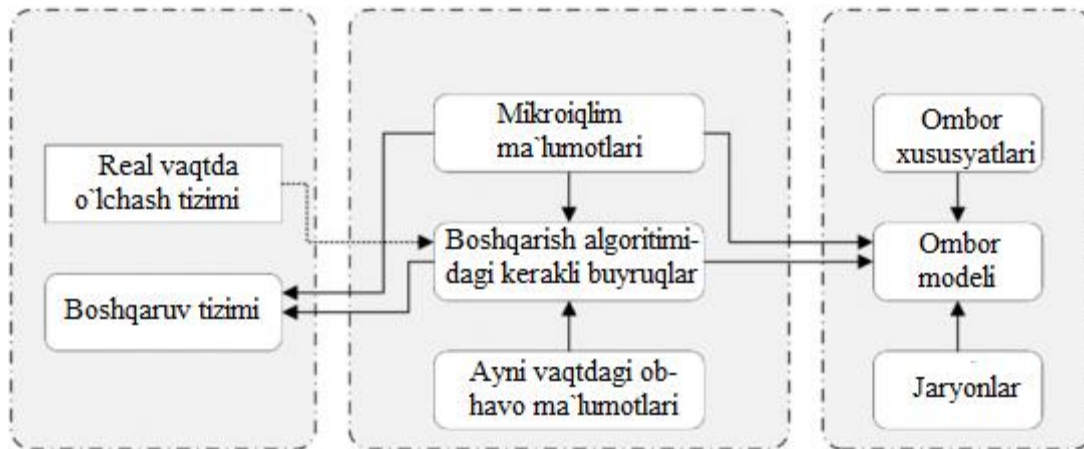 Real vaqtda
o`lchash tizimi
Boshqaruv tizimi
Mikroiqlim
ma`lumotlari
Boshqarish algoritimi-
dagi kerakli buyruqlar
Ayni vaqtdagi ob-
havo ma`lumotlari
Ombor
xususyatlari
Ombor
modeli
Jaryonlar